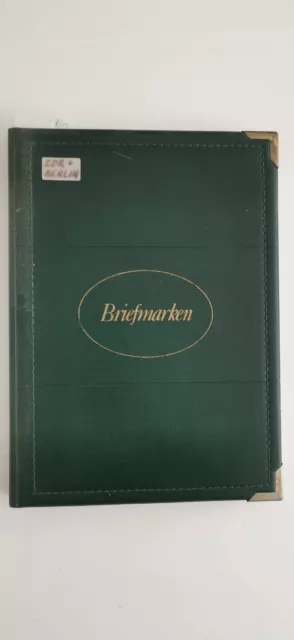 DDR +
BERLIN
Briefmarken